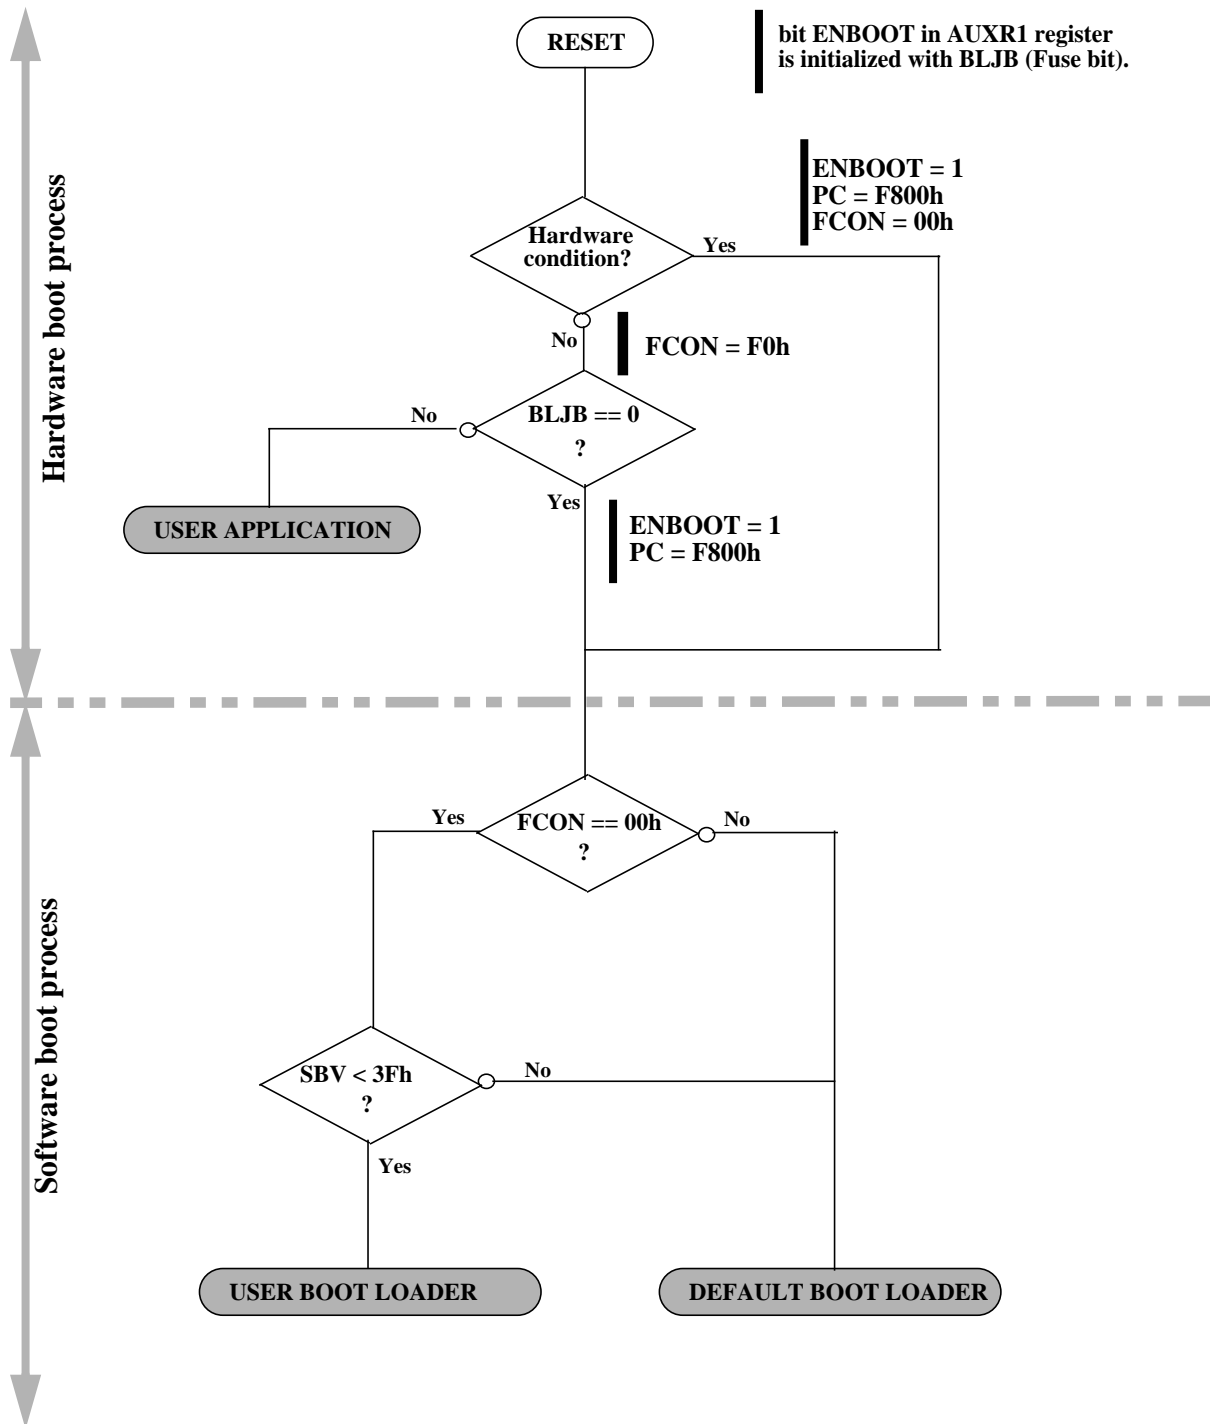 RESET
bit ENBOOT in AUXR1 register
is initialized with BLJB (Fuse bit).
ENBOOT = 1
PC = F800h
FCON = 00h
Hardware
condition?
Yes
No
FCON = F0h
Hardware boot process
BLJB == 0
?
No
Yes
USER APPLICATION
ENBOOT = 1
PC = F800h
Software boot process
Yes
FCON == 00h
?
No
SBV < 3Fh
?
No
Yes
USER BOOT LOADER
DEFAULT BOOT LOADER